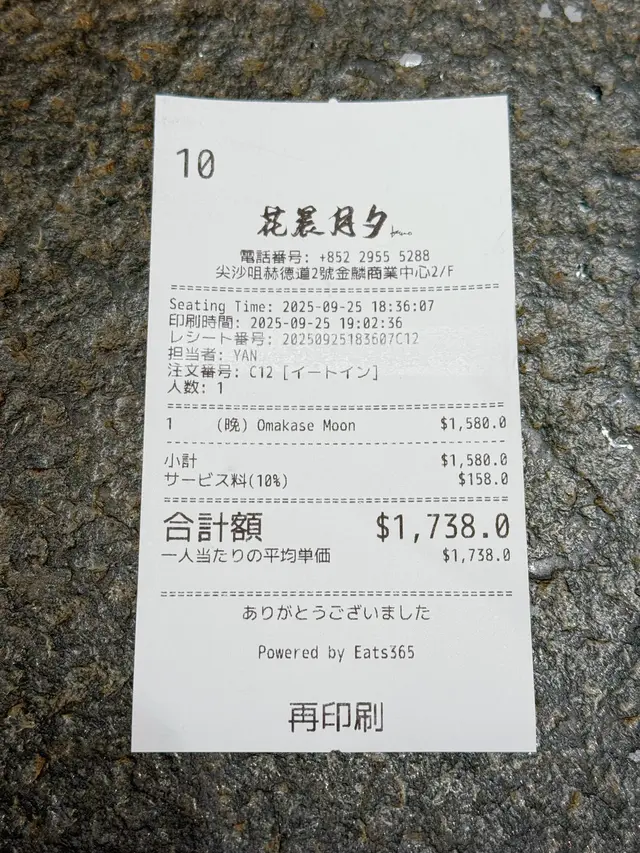 10
花晨月夕
電話番号: +852 2955 5288
尖沙咀赫德道2號金麟商業中心2/F
Seating Time: 2025-09-25 18:36:07
印刷時間: 2025-09-25 19:02:36
レシート番号: 20250925183607C12
担当者: YAN
注文番号: C12 [イートイン]
人数: 1
1 (晩) Omakase Moon $1,580.0
小計 $1,580.0
サービス料(10%) $158.0
合計額 $1,738.0
一人当たりの平均単価 $1,738.0
ありがとうございました
Powered by Eats365
再印刷